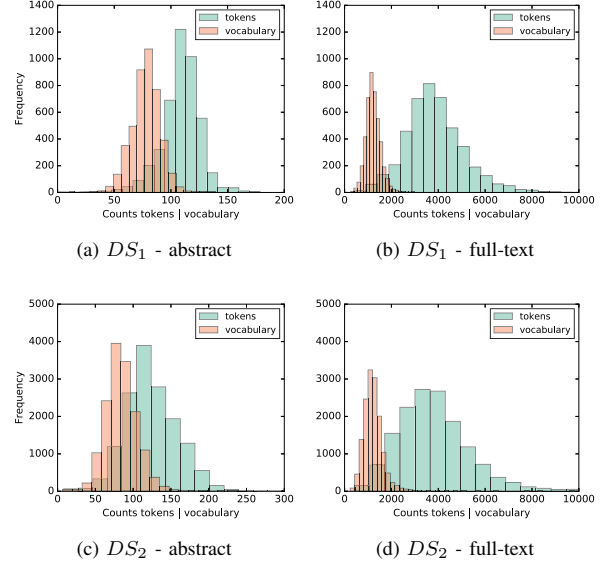 1400
1200
1000
800
600
400
200
0
Frequency
0 50 100 150 200
Counts tokens | vocabulary
tokens
vocabulary
(a) DS1 - abstract
1400
1200
1000
800
600
400
200
0
0 2000 4000 6000 8000 10000
Counts tokens | vocabulary
tokens
vocabulary
(b) DS1 - full-text
5000
4000
3000
2000
1000
0
Frequency
0 50 100 150 200 250 300
Counts tokens | vocabulary
tokens
vocabulary
(c) DS2 - abstract
5000
4000
3000
2000
1000
0
0 2000 4000 6000 8000 10000
Counts tokens | vocabulary
tokens
vocabulary
(d) DS2 - full-text